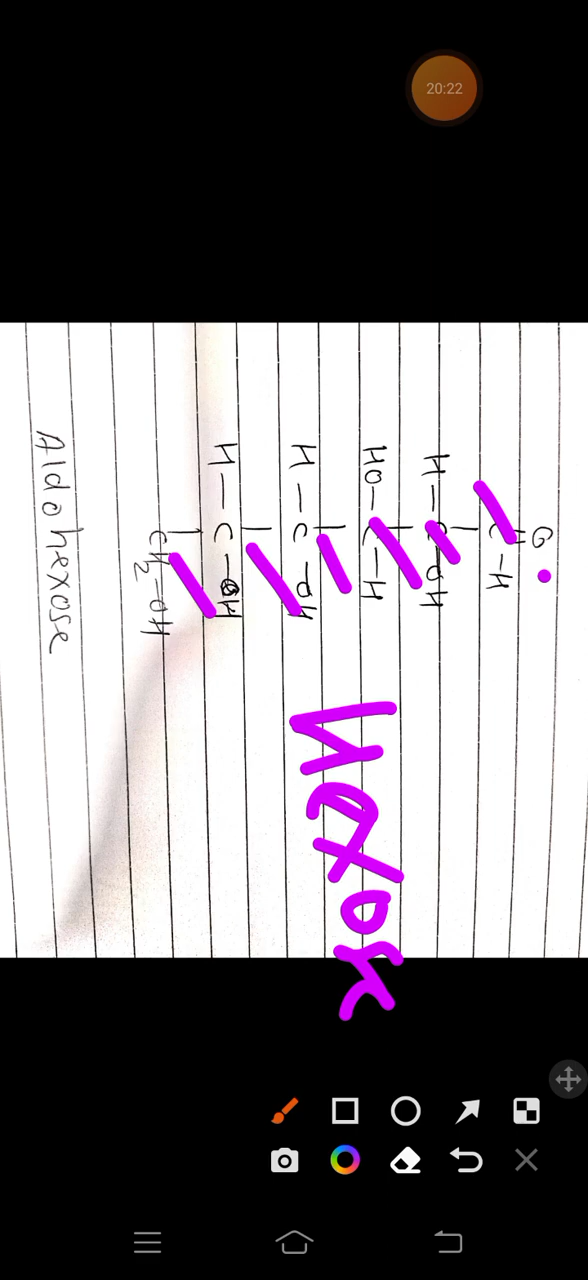 20:22
O
||
C-H
|
H-C-OH
|
HO-C-H
|
H-C-OH
|
H-C-OH
|
CH2-OH
Aldohexose
Hexose